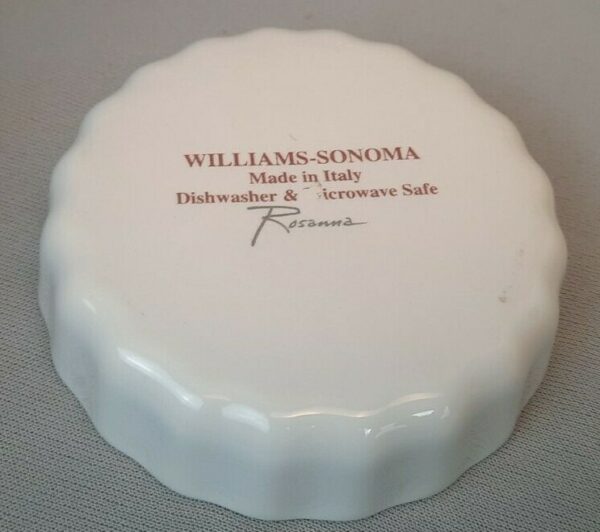 WILLIAMS-SONOMA
Made in Italy
Dishwasher & icrowave Safe
Rosanna